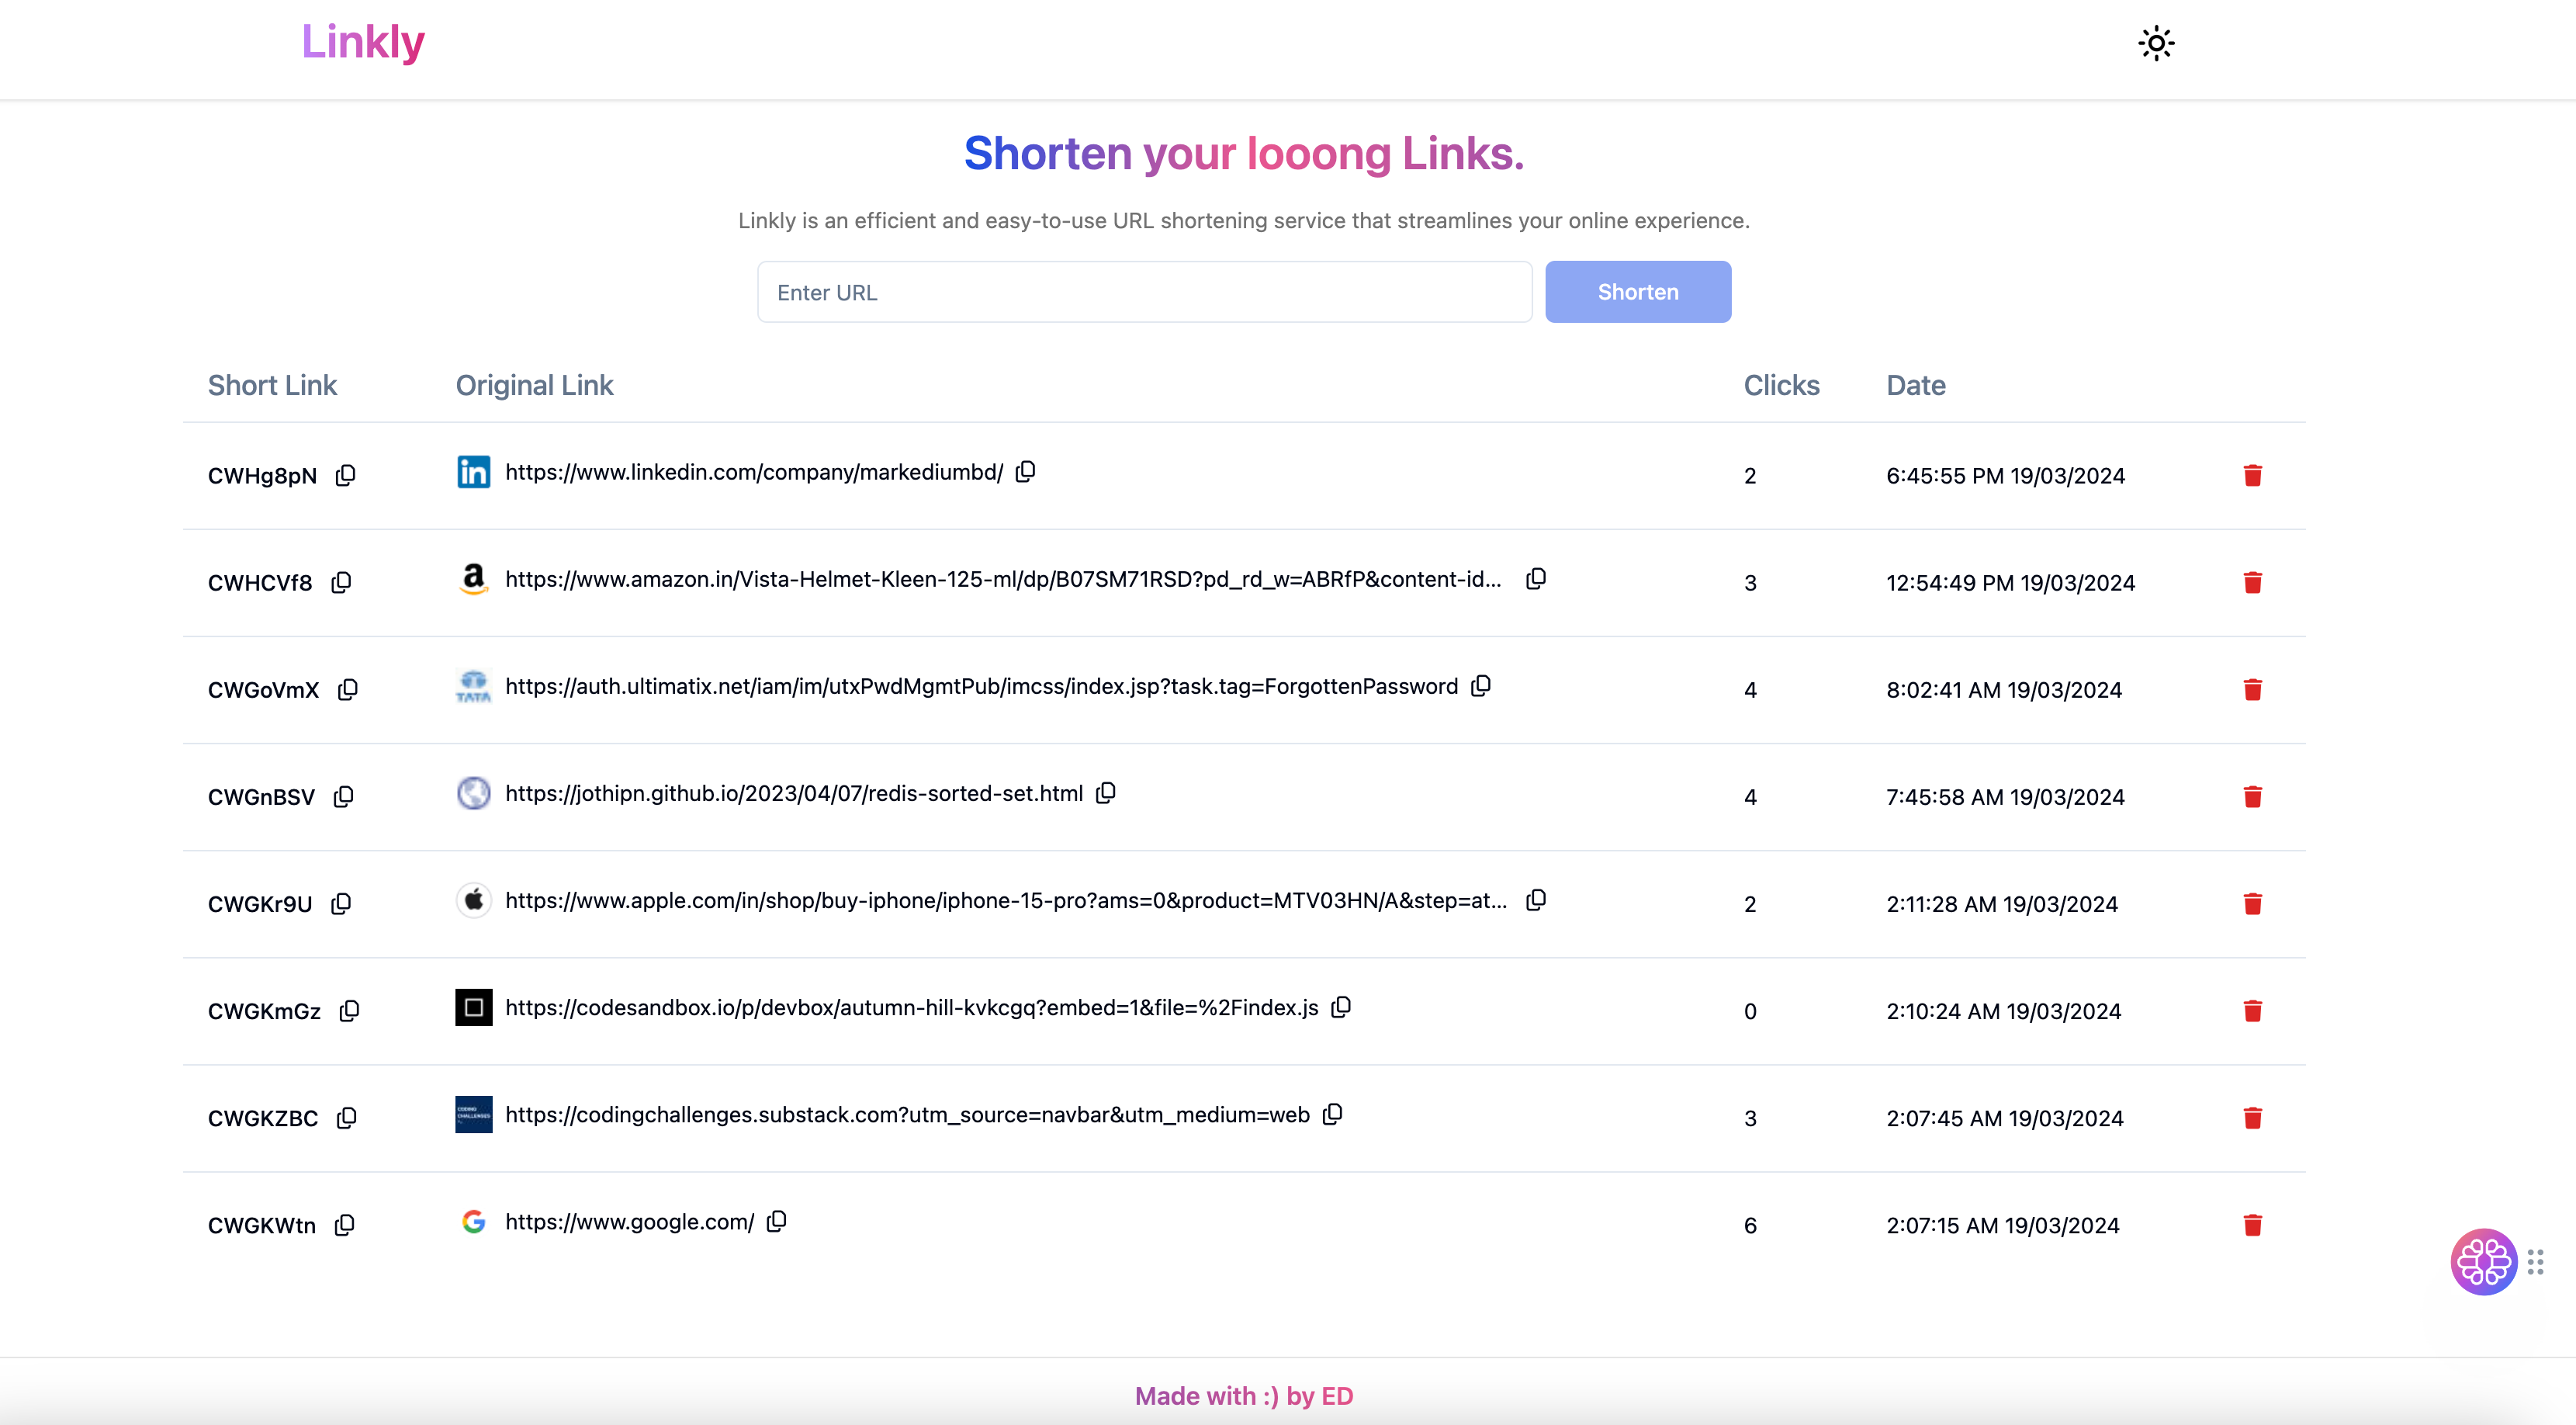 Linkly
Shorten your looong Links.
Linkly is an efficient and easy-to-use URL shortening service that streamlines your online experience.
Enter URL Shorten
Short Link Original Link Clicks Date
CWHg8pN https://www.linkedin.com/company/markediumbd/ 2 6:45:55 PM 19/03/2024
CWHCVf8 https://www.amazon.in/Vista-Helmet-Kleen-125-ml/dp/B07SM71RSD?pd_rd_w=ABRfP&content-id... 3 12:54:49 PM 19/03/2024
CWGoVmX TATA https://auth.ultimatix.net/iam/im/utxPwdMgmtPub/imcss/index.jsp?task.tag=ForgottenPassword 4 8:02:41 AM 19/03/2024
CWGnBSV https://jothipn.github.io/2023/04/07/redis-sorted-set.html 4 7:45:58 AM 19/03/2024
CWGKr9U https://www.apple.com/in/shop/buy-iphone/iphone-15-pro?ams=0&product=MTV03HN/A&step=at... 2 2:11:28 AM 19/03/2024
CWGKmGz https://codesandbox.io/p/devbox/autumn-hill-kvkcgq?embed=1&file=%2Findex.js 0 2:10:24 AM 19/03/2024
CWGKZBC CODING CHALLENGES https://codingchallenges.substack.com?utm_source=navbar&utm_medium=web 3 2:07:45 AM 19/03/2024
CWGKWtn https://www.google.com/ 6 2:07:15 AM 19/03/2024
Made with :) by ED